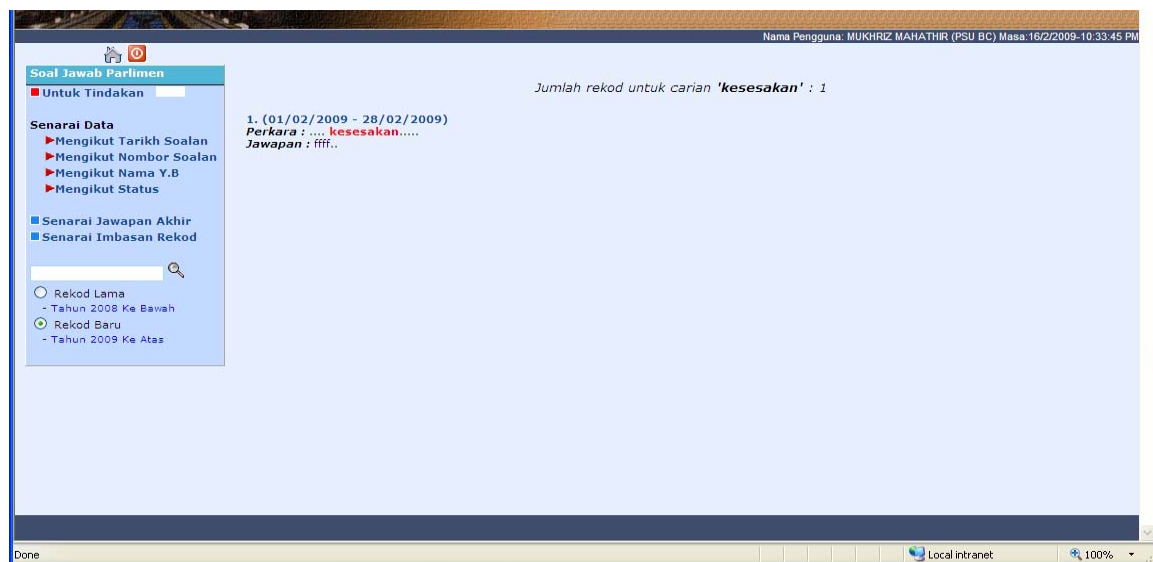 Nama Pengguna: MUKHRIZ MAHATHIR (PSU BC) Masa:16/2/2009-10:33:45 PM
Soal Jawab Parlimen
Untuk Tindakan
Senarai Data
Mengikut Tarikh Soalan
Mengikut Nombor Soalan
Mengikut Nama Y.B
Mengikut Status
Senarai Jawapan Akhir
Senarai Imbasan Rekod
Rekod Lama
- Tahun 2008 Ke Bawah
Rekod Baru
- Tahun 2009 Ke Atas
Jumlah rekod untuk carian 'kesesakan' : 1
1. (01/02/2009 - 28/02/2009)
Perkara : .... kesesakan.....
Jawapan : ffff..
Done
Local intranet
100%